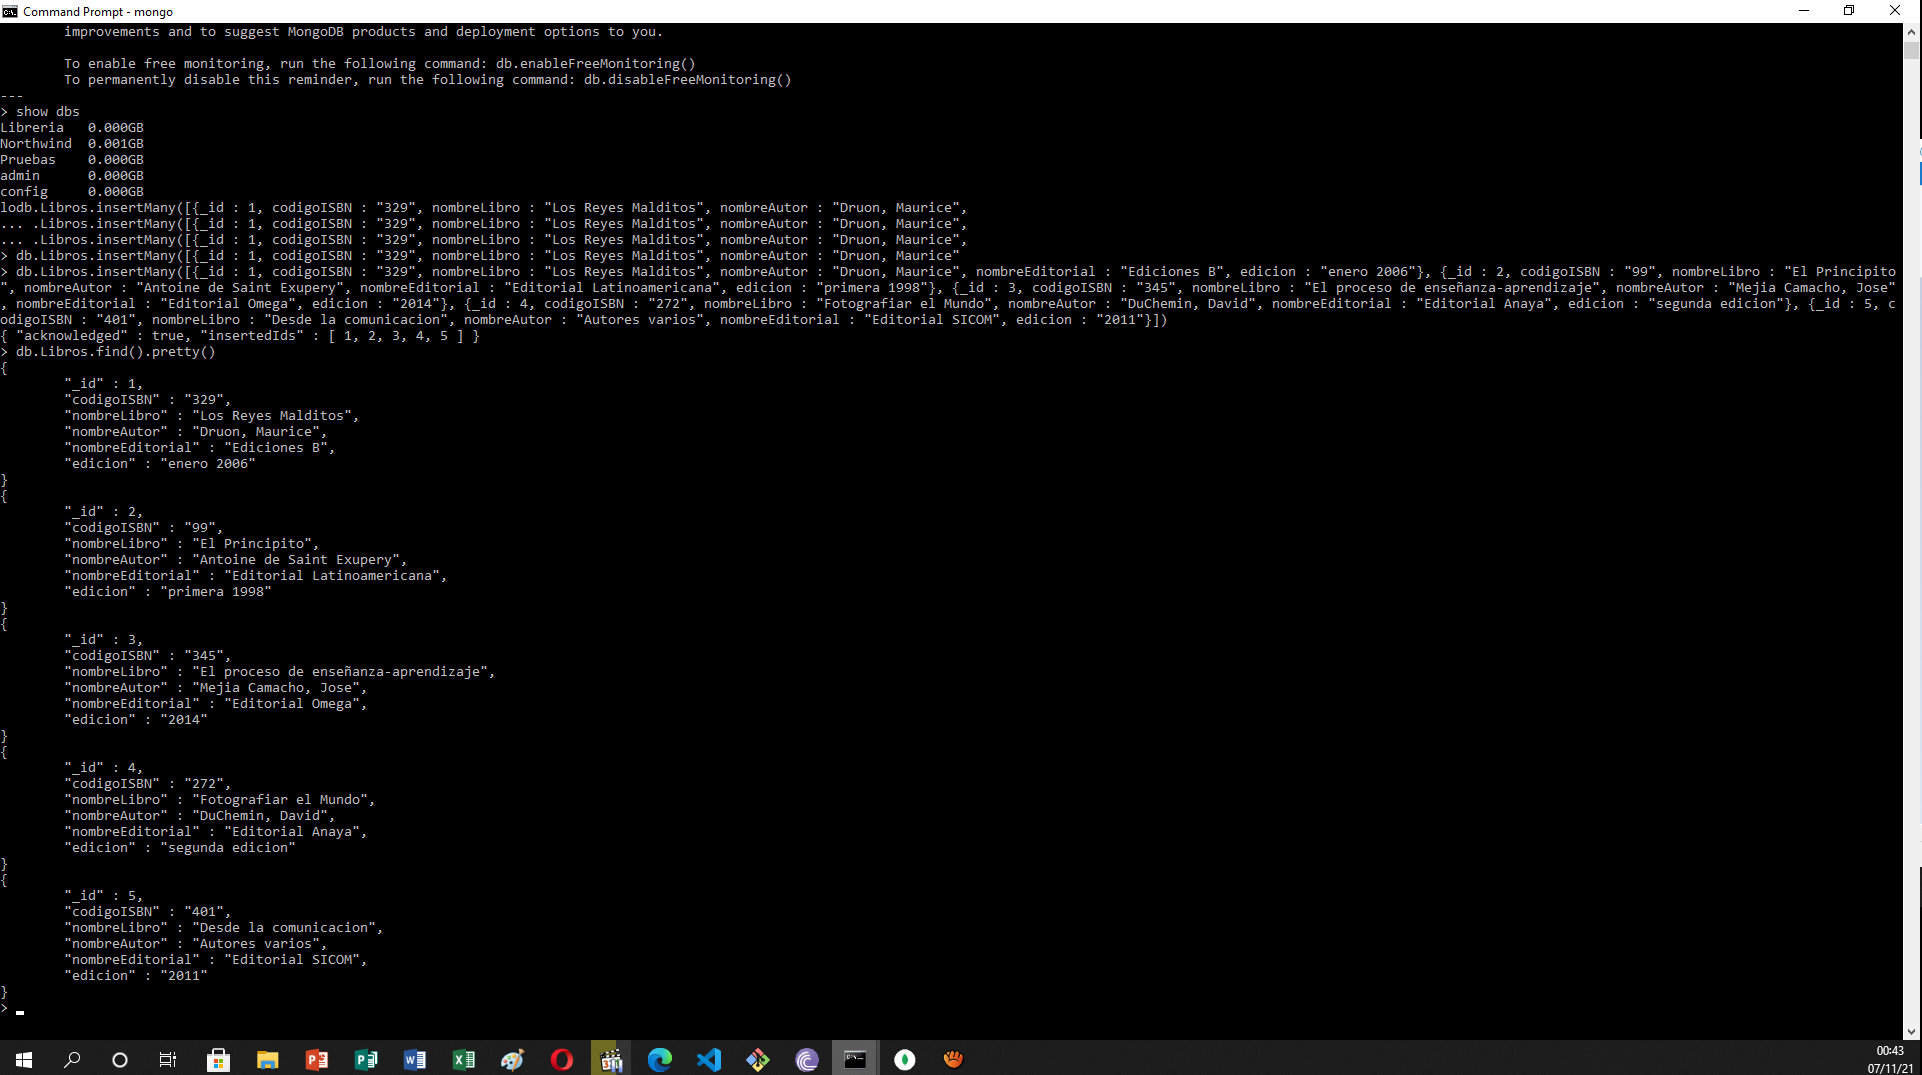 Command Prompt - mongo
improvements and to suggest MongoDB products and deployment options to you.
To enable free monitoring, run the following command: db.enableFreeMonitoring()
To permanently disable this reminder, run the following command: db.disableFreeMonitoring()
---
> show dbs
Libreria   0.000GB
Northwind  0.001GB
Pruebas    0.000GB
admin      0.000GB
config     0.000GB
lodb.Libros.insertMany([{_id : 1, codigoISBN : "329", nombreLibro : "Los Reyes Malditos", nombreAutor : "Druon, Maurice",
... .Libros.insertMany([{_id : 1, codigoISBN : "329", nombreLibro : "Los Reyes Malditos", nombreAutor : "Druon, Maurice",
... .Libros.insertMany([{_id : 1, codigoISBN : "329", nombreLibro : "Los Reyes Malditos", nombreAutor : "Druon, Maurice",
> db.Libros.insertMany([{_id : 1, codigoISBN : "329", nombreLibro : "Los Reyes Malditos", nombreAutor : "Druon, Maurice"
> db.Libros.insertMany([{_id : 1, codigoISBN : "329", nombreLibro : "Los Reyes Malditos", nombreAutor : "Druon, Maurice", nombreEditorial : "Ediciones B", edicion : "enero 2006"}, {_id : 2, codigoISBN : "99", nombreLibro : "El Principito
", nombreAutor : "Antoine de Saint Exupery", nombreEditorial : "Editorial Latinoamericana", edicion : "primera 1998"}, {_id : 3, codigoISBN : "345", nombreLibro : "El proceso de enseñanza-aprendizaje", nombreAutor : "Mejia Camacho, Jose"
, nombreEditorial : "Editorial Omega", edicion : "2014"}, {_id : 4, codigoISBN : "272", nombreLibro : "Fotografiar el Mundo", nombreAutor : "DuChemin, David", nombreEditorial : "Editorial Anaya", edicion : "segunda edicion"}, {_id : 5, c
odigoISBN : "401", nombreLibro : "Desde la comunicacion", nombreAutor : "Autores varios", nombreEditorial : "Editorial SICOM", edicion : "2011"}])
{ "acknowledged" : true, "insertedIds" : [ 1, 2, 3, 4, 5 ] }
> db.Libros.find().pretty()
{
"_id" : 1,
"codigoISBN" : "329",
"nombreLibro" : "Los Reyes Malditos",
"nombreAutor" : "Druon, Maurice",
"nombreEditorial" : "Ediciones B",
"edicion" : "enero 2006"
}
{
"_id" : 2,
"codigoISBN" : "99",
"nombreLibro" : "El Principito",
"nombreAutor" : "Antoine de Saint Exupery",
"nombreEditorial" : "Editorial Latinoamericana",
"edicion" : "primera 1998"
}
{
"_id" : 3,
"codigoISBN" : "345",
"nombreLibro" : "El proceso de enseñanza-aprendizaje",
"nombreAutor" : "Mejia Camacho, Jose",
"nombreEditorial" : "Editorial Omega",
"edicion" : "2014"
}
{
"_id" : 4,
"codigoISBN" : "272",
"nombreLibro" : "Fotografiar el Mundo",
"nombreAutor" : "DuChemin, David",
"nombreEditorial" : "Editorial Anaya",
"edicion" : "segunda edicion"
}
{
"_id" : 5,
"codigoISBN" : "401",
"nombreLibro" : "Desde la comunicacion",
"nombreAutor" : "Autores varios",
"nombreEditorial" : "Editorial SICOM",
"edicion" : "2011"
}
>
00:43
07/11/21